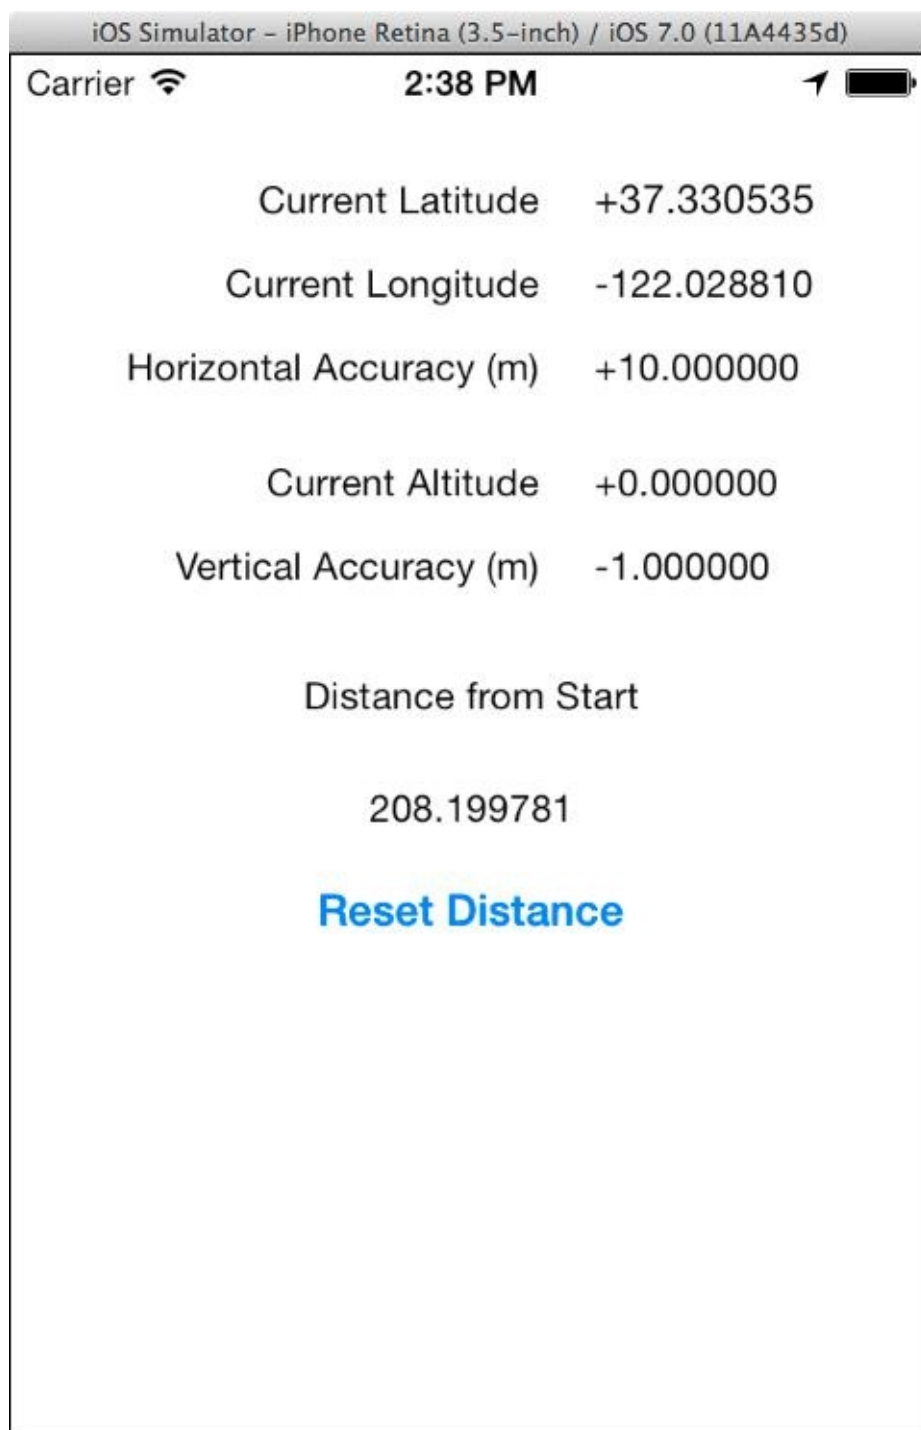 iOS Simulator – iPhone Retina (3.5-inch) / iOS 7.0 (11A4435d)
Carrier 2:38 PM
Current Latitude +37.330535
Current Longitude -122.028810
Horizontal Accuracy (m) +10.000000
Current Altitude +0.000000
Vertical Accuracy (m) -1.000000
Distance from Start
208.199781
Reset Distance